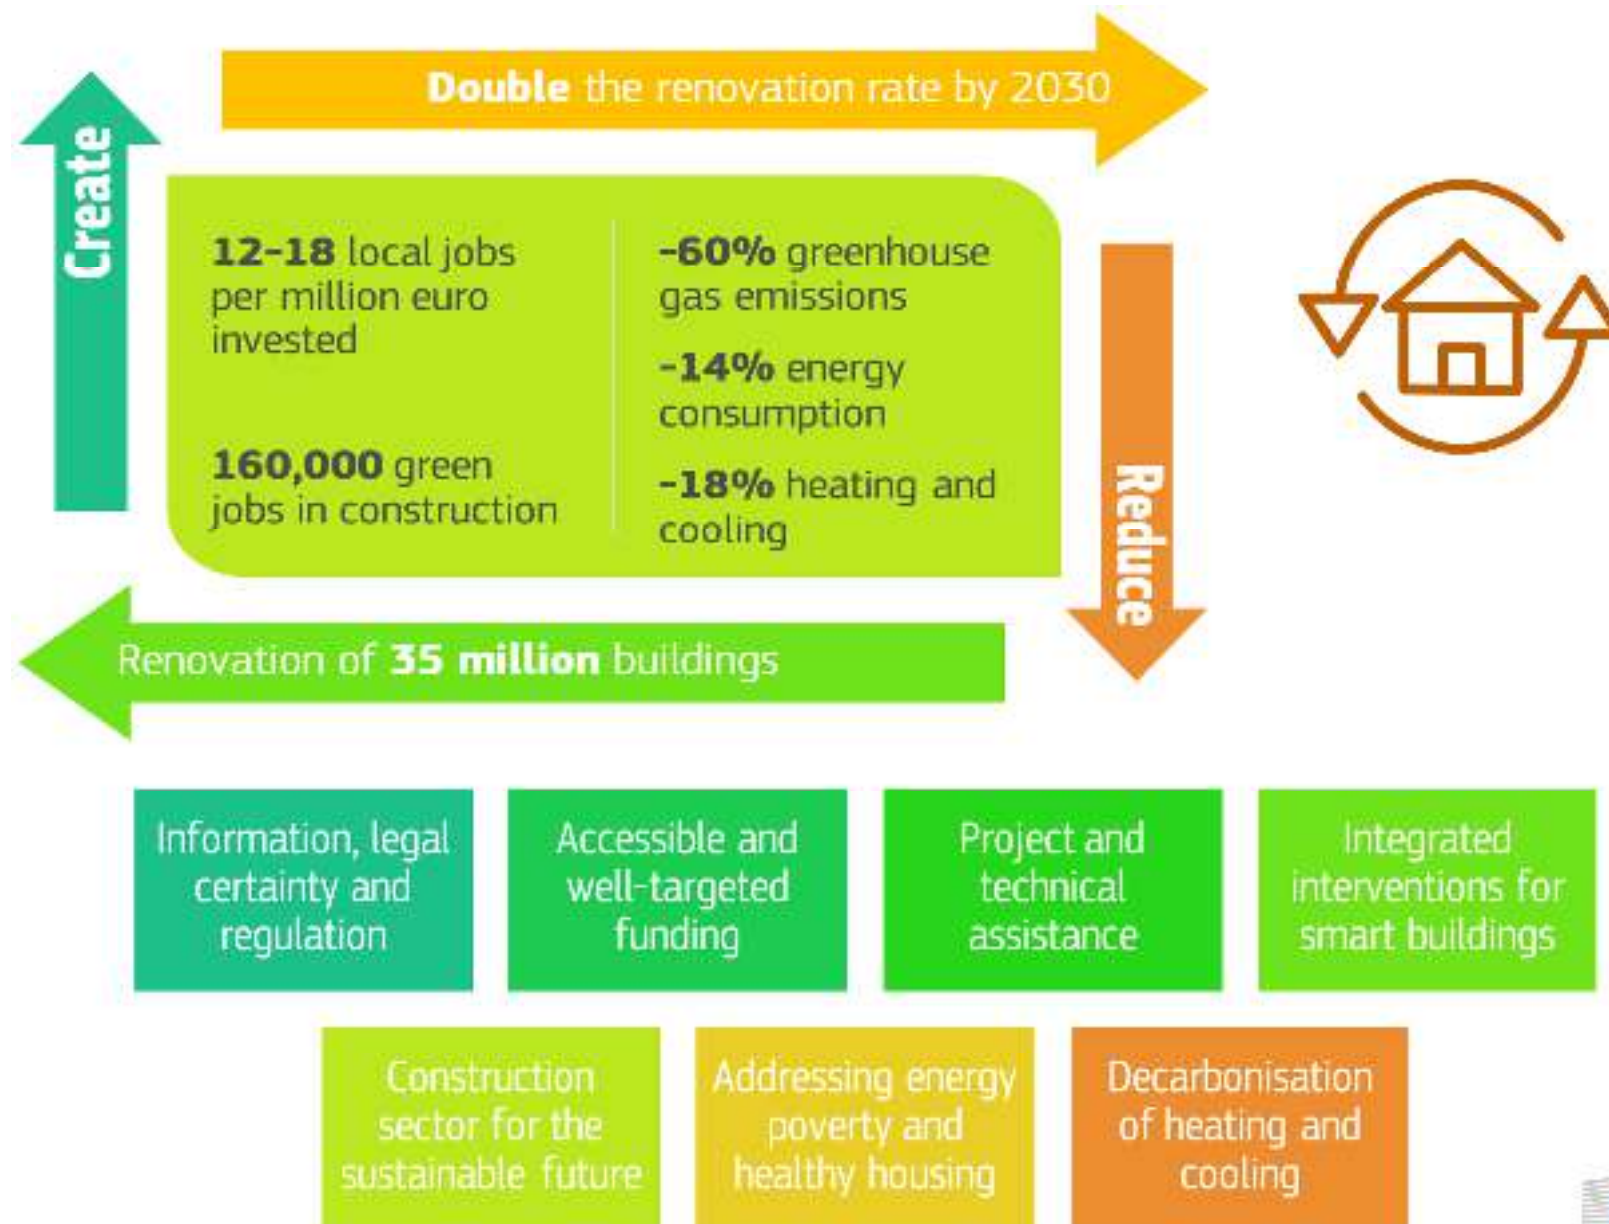 Double the renovation rate by 2030
Create
12-18 local jobs
per million euro
invested
160,000 green
jobs in construction
-60% greenhouse
gas emissions
-14% energy
consumption
-18% heating and
cooling
Reduce
Renovation of 35 million buildings
Information, legal
certainty and
regulation
Accessible and
well-targeted
funding
Project and
technical
assistance
Integrated
interventions for
smart buildings
Construction
sector for the
sustainable future
Addressing energy
poverty and
healthy housing
Decarbonisation
of heating and
cooling